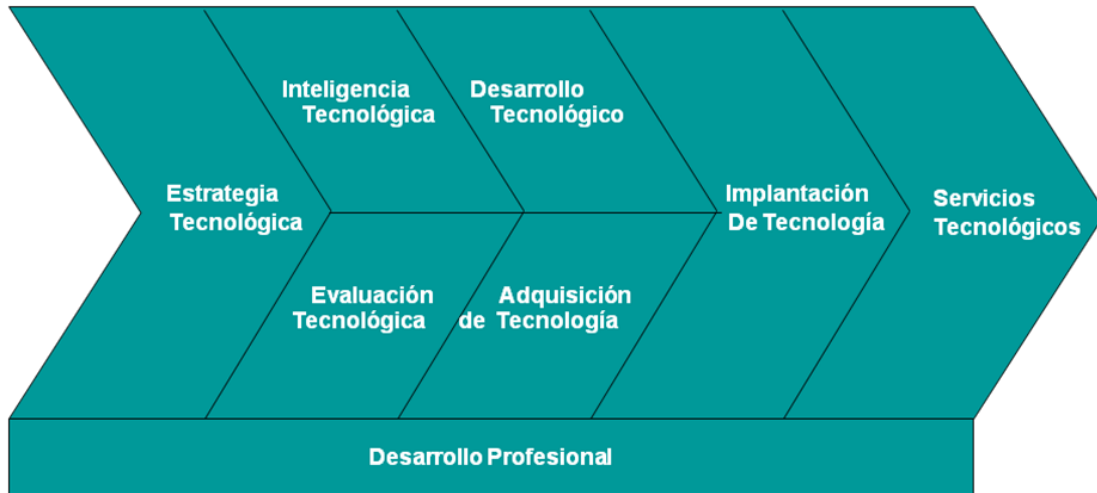 Inteligencia
Tecnológica
Desarrollo
Tecnológico
Estrategia
Tecnológica
Implantación
De Tecnología
Servicios
Tecnológicos
Evaluación
Tecnológica
Adquisición
de Tecnología
Desarrollo Profesional